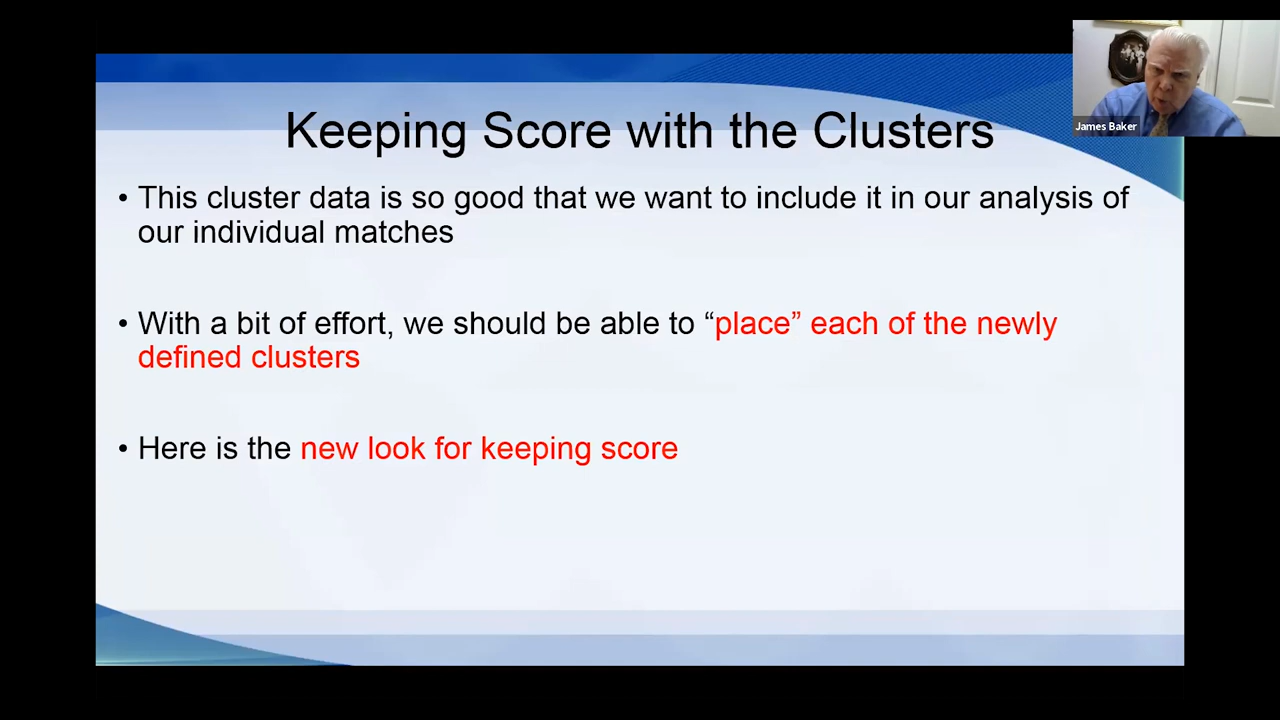 Keeping Score with the Clusters
James Baker
• This cluster data is so good that we want to include it in our analysis of
our individual matches
• With a bit of effort, we should be able to “place” each of the newly
defined clusters
• Here is the new look for keeping score